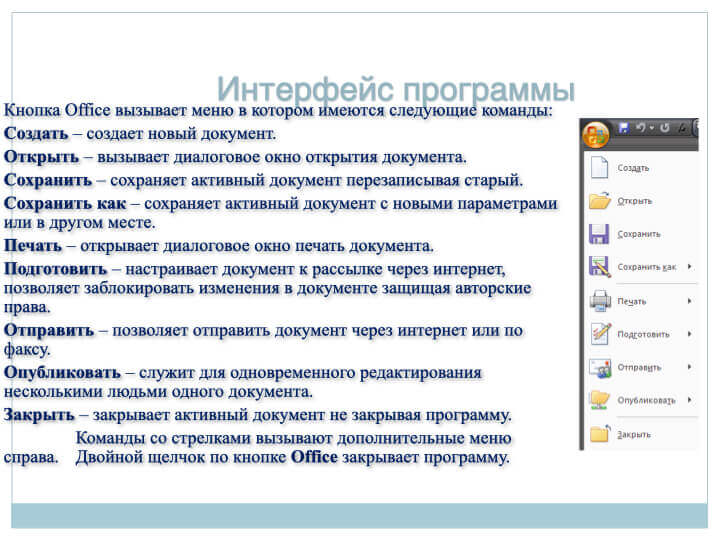 Интерфейс программы
Кнопка Office вызывает меню в котором имеются следующие команды:
Создать – создает новый документ.
Открыть – вызывает диалоговое окно открытия документа.
Сохранить – сохраняет активный документ перезаписывая старый.
Сохранить как – сохраняет активный документ с новыми параметрами
или в другом месте.
Печать – открывает диалоговое окно печать документа.
Подготовить – настраивает документ к рассылке через интернет,
позволяет заблокировать изменения в документе защищая авторские
права.
Отправить – позволяет отправить документ через интернет или по
факсу.
Опубликовать – служит для одновременного редактирования
несколькими людьми одного документа.
Закрыть – закрывает активный документ не закрывая программу.
Команды со стрелками вызывают дополнительные меню
справа. Двойной щелчок по кнопке Office закрывает программу.
Создать
Открыть
Сохранить
Сохранить как
Печать
Подготовить
Отправить
Опубликовать
Закрыть